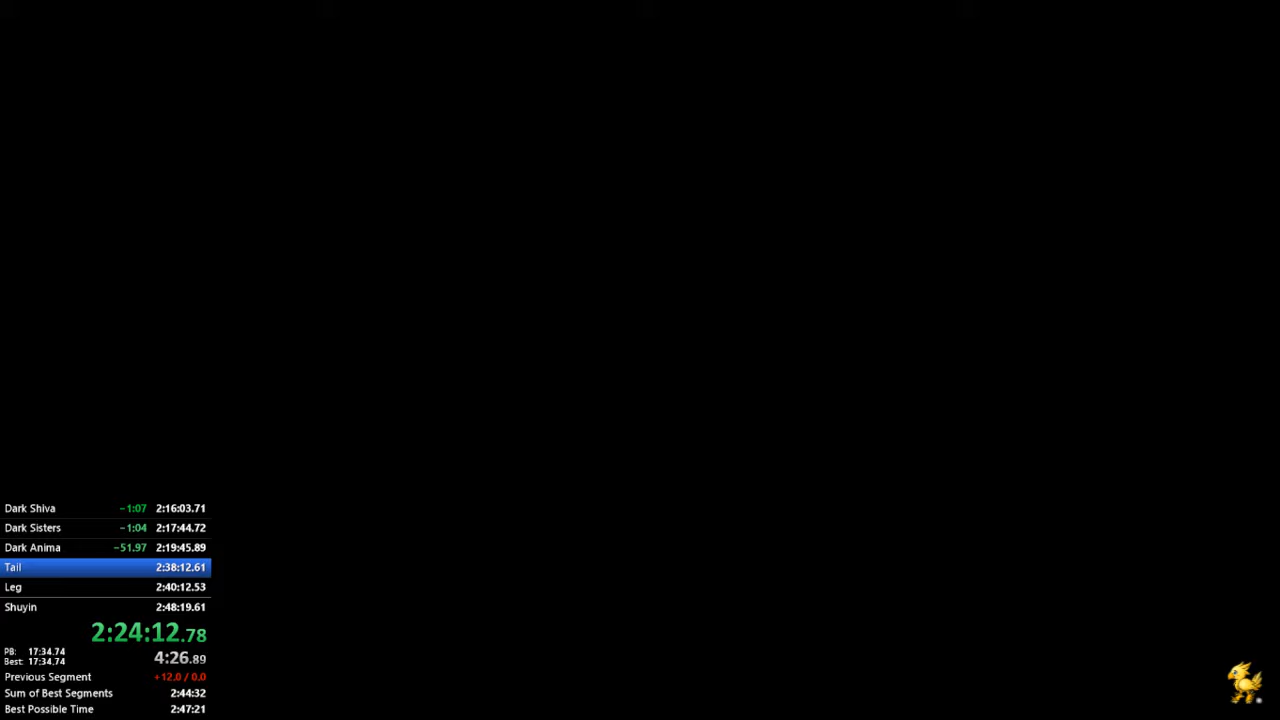 Dark Shiva -1:07 2:16:03.71
Dark Sisters -1:04 2:17:44.72
Dark Anima -51.97 2:19:45.89
Tail 2:38:12.61
Leg 2:40:12.53
Shuyin 2:48:19.61
2:24:12.78
PB: 17:34.74
Best: 17:34.74 4:26.89
Previous Segment +12.0 / 0.0
Sum of Best Segments 2:44:32
Best Possible Time 2:47:21